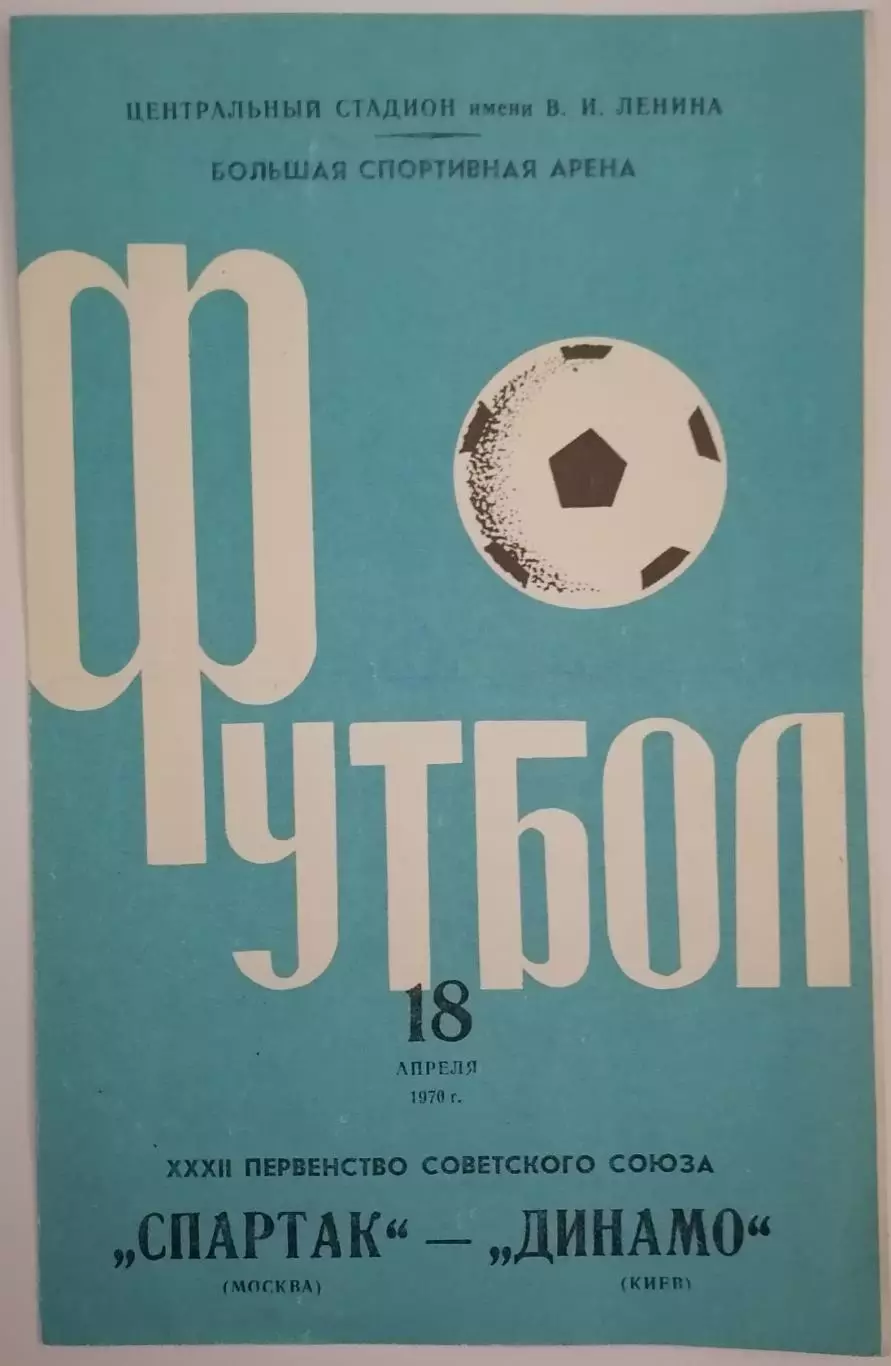 ЦЕНТРАЛЬНЫЙ СТАДИОН имени В. И. ЛЕНИНА
БОЛЬШАЯ СПОРТИВНАЯ АРЕНА
ФУТБОЛ
18
АПРЕЛЯ
1970 г.
XXXII ПЕРВЕНСТВО СОВЕТСКОГО СОЮЗА
„СПАРТАК“ — „ДИНАМО“
(МОСКВА) (КИЕВ)